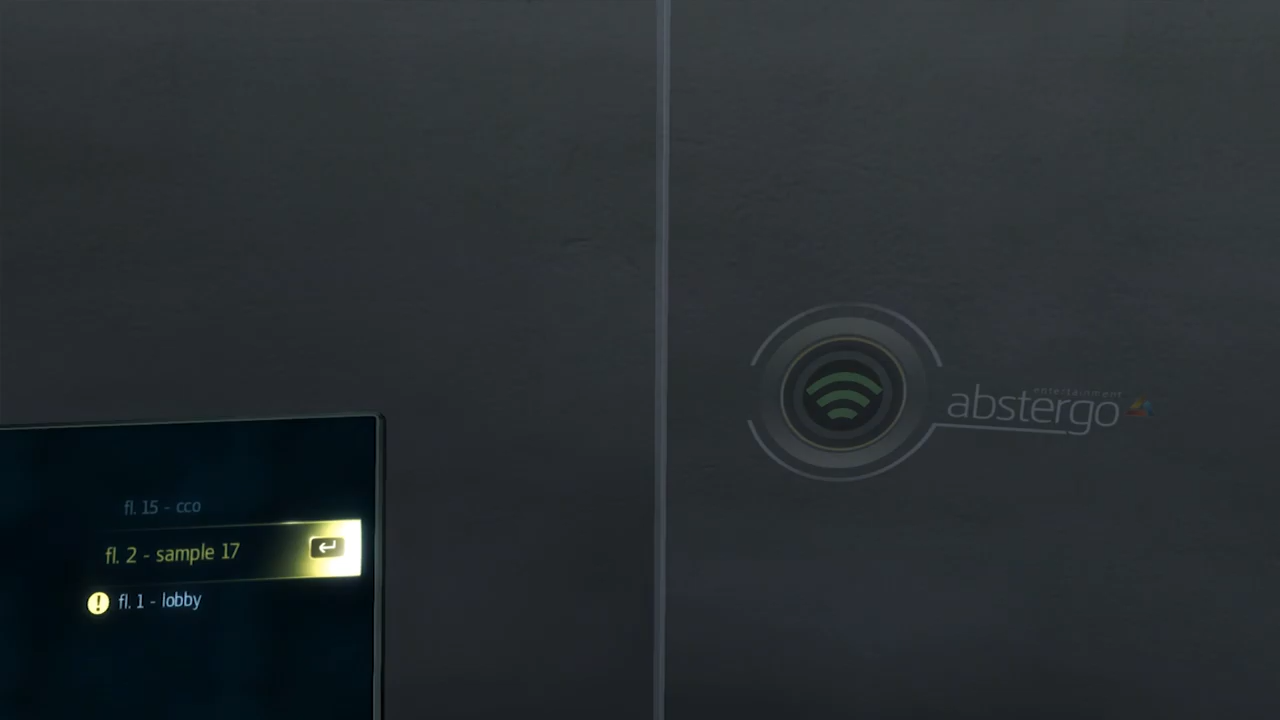 entertainment
abstergo
fl. 15 - cco
fl. 2 - sample 17
fl. 1 - lobby